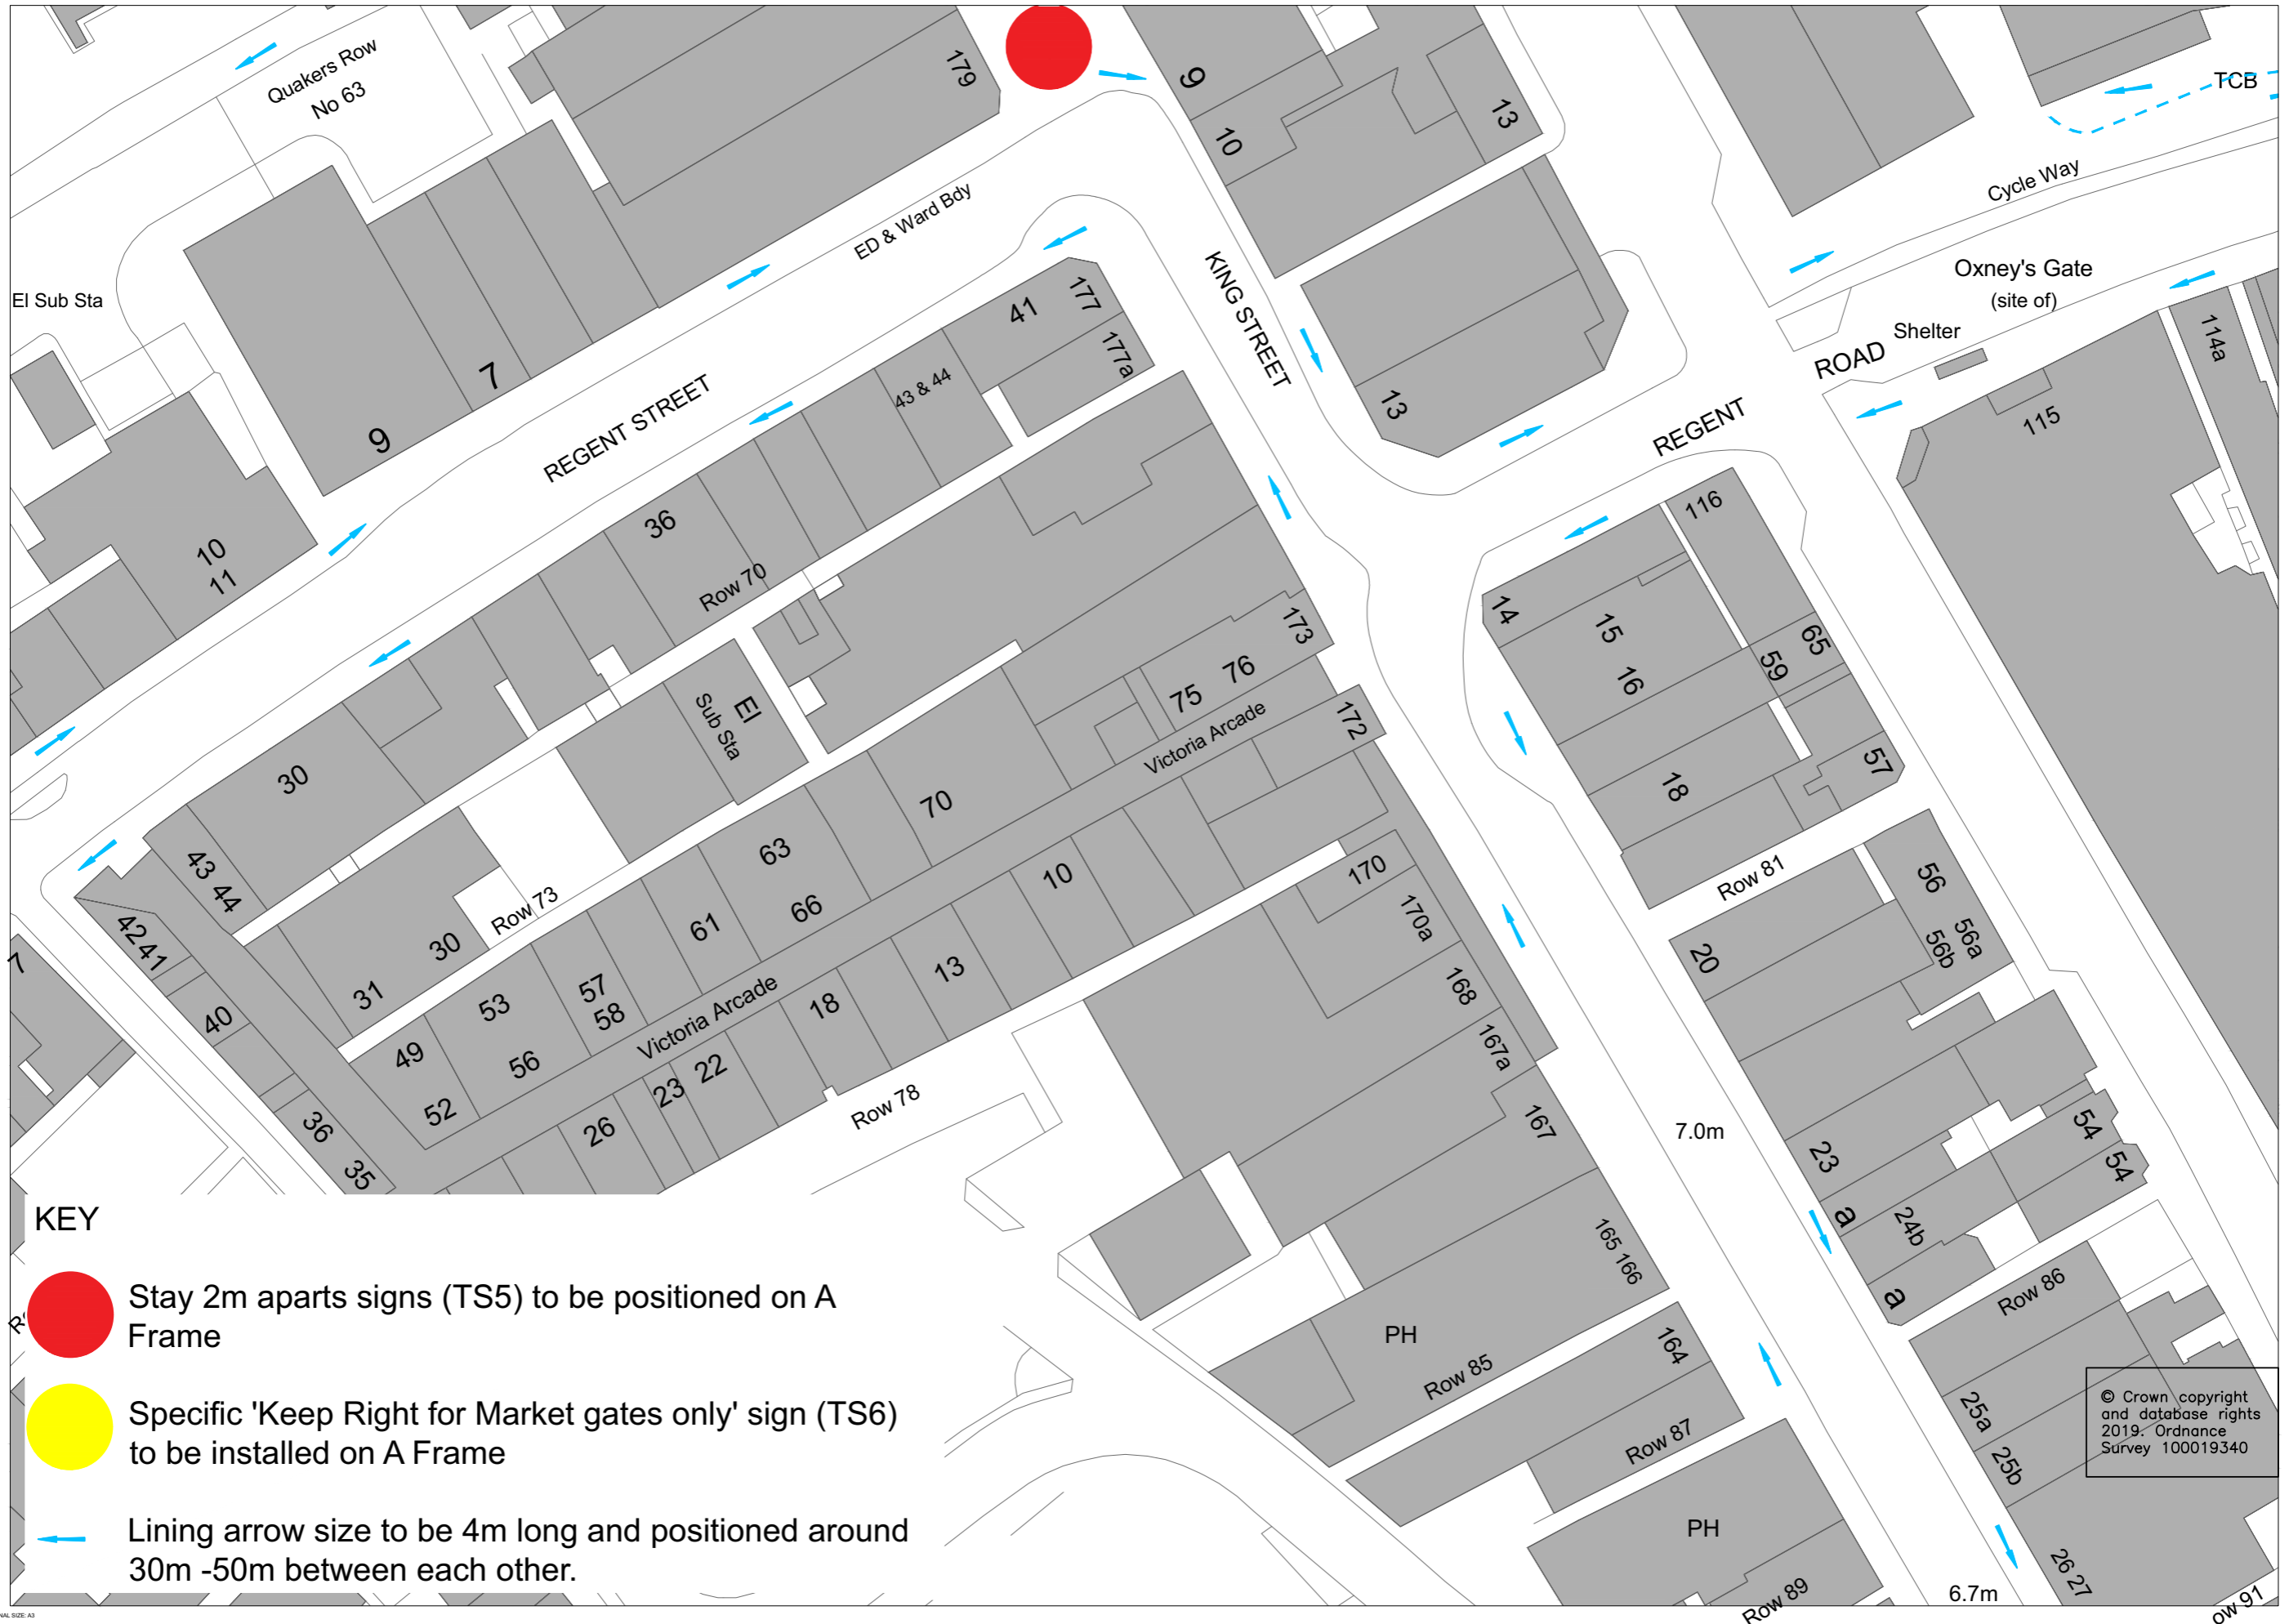 Quakers Row
No 63
179
9
10
13
TCB
Cycle Way
El Sub Sta
ED & Ward Bdy
KING STREET
Oxney's Gate
(site of)
Shelter
ROAD
REGENT
114a
115
177
177a
41
43 & 44
7
9
REGENT STREET
13
10
11
36
Row 70
116
14
15
16
59
65
173
75
76
El
Sub Sta
Victoria Arcade
172
30
70
18
57
63
66
10
170
170a
Row 81
43
44
42
41
Row 73
61
30
31
56
56a
56b
20
7
40
53
57
58
13
18
168
167a
49
56
52
Victoria Arcade
22
23
26
Row 78
167
7.0m
23
54
54
36
35
a
24b
165
166
a
Row 86
PH
Row 85
164
25a
Row 87
25b
PH
26
27
6.7m
Row 89
ow 91
KEY
Stay 2m aparts signs (TS5) to be positioned on A
Frame
Specific 'Keep Right for Market gates only' sign (TS6)
to be installed on A Frame
Lining arrow size to be 4m long and positioned around
30m -50m between each other.
© Crown copyright
and database rights
2019. Ordnance
Survey 100019340
NAL SIZE: A3